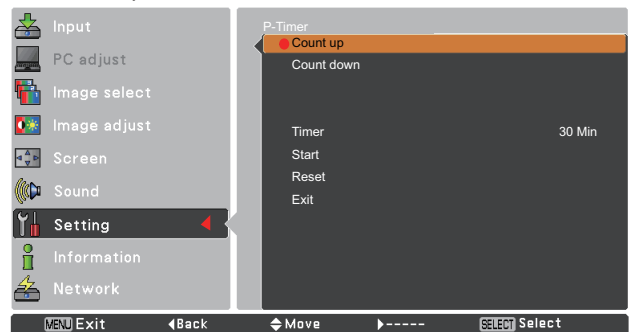 Input
PC adjust
Image select
Image adjust
Screen
Sound
Setting
Information
Network
P-Timer
Count up
Count down
Timer 30 Min
Start
Reset
Exit
MENU Exit Back Move ----- SELECT Select